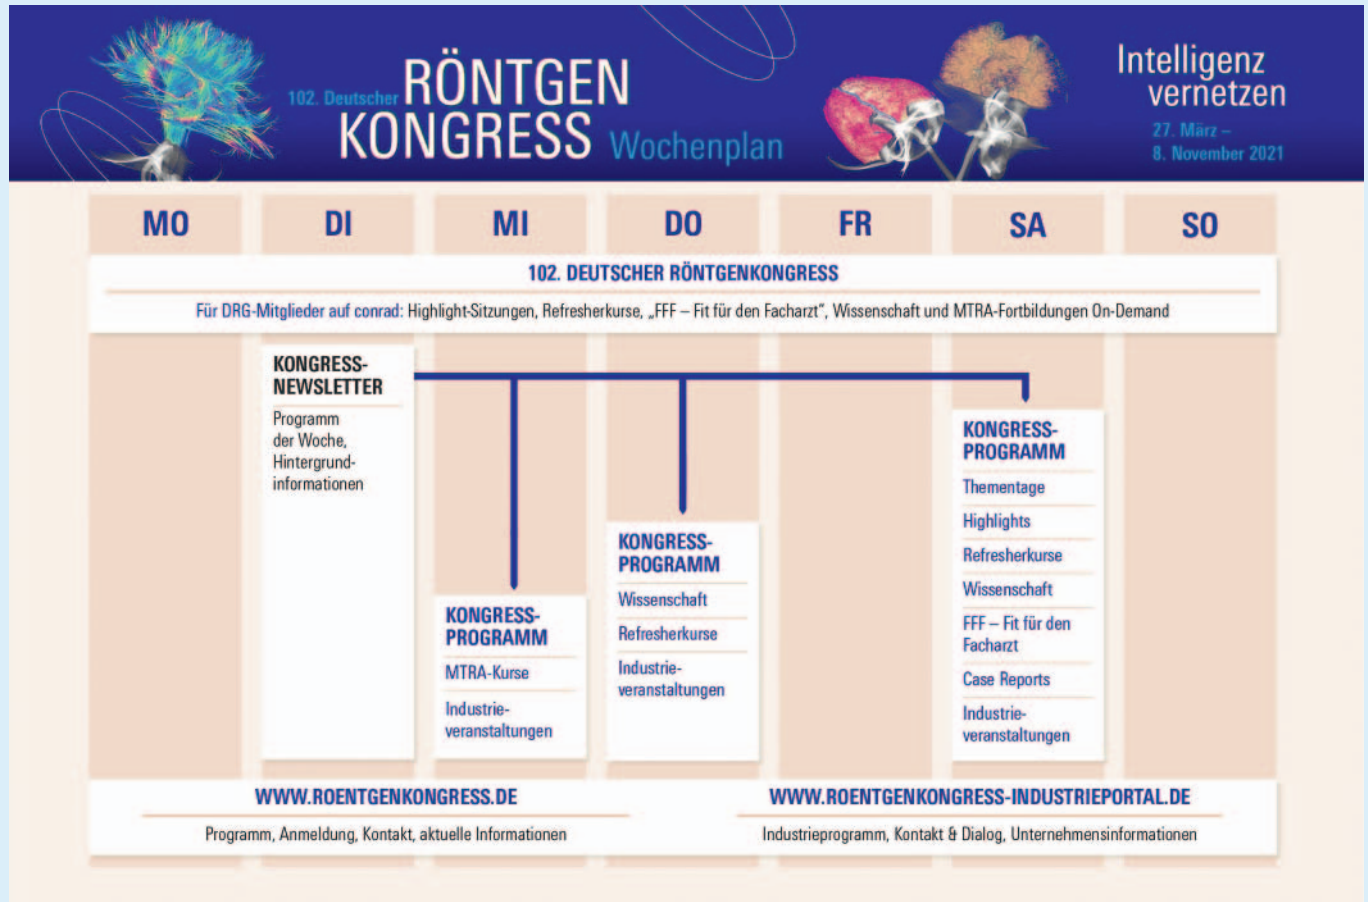 102. Deutscher RÖNTGEN
KONGRESS Wochenplan
Intelligenz
vernetzen
27. März –
8. November 2021
MO DI MI DO FR SA SO
102. DEUTSCHER RÖNTGENKONGRESS
Für DRG-Mitglieder auf conrad: Highlight-Sitzungen, Refresherkurse, „FFF – Fit für den Facharzt“, Wissenschaft und MTRA-Fortbildungen On-Demand
KONGRESS-
NEWSLETTER
Programm
der Woche,
Hintergrund-
informationen
KONGRESS-
PROGRAMM
MTRA-Kurse
Industrie-
veranstaltungen
KONGRESS-
PROGRAMM
Wissenschaft
Refresherkurse
Industrie-
veranstaltungen
KONGRESS-
PROGRAMM
Thementage
Highlights
Refresherkurse
Wissenschaft
FFF – Fit für den
Facharzt
Case Reports
Industrie-
veranstaltungen
WWW.ROENTGENKONGRESS.DE
Programm, Anmeldung, Kontakt, aktuelle Informationen
WWW.ROENTGENKONGRESS-INDUSTRIEPORTAL.DE
Industrieprogramm, Kontakt & Dialog, Unternehmensinformationen